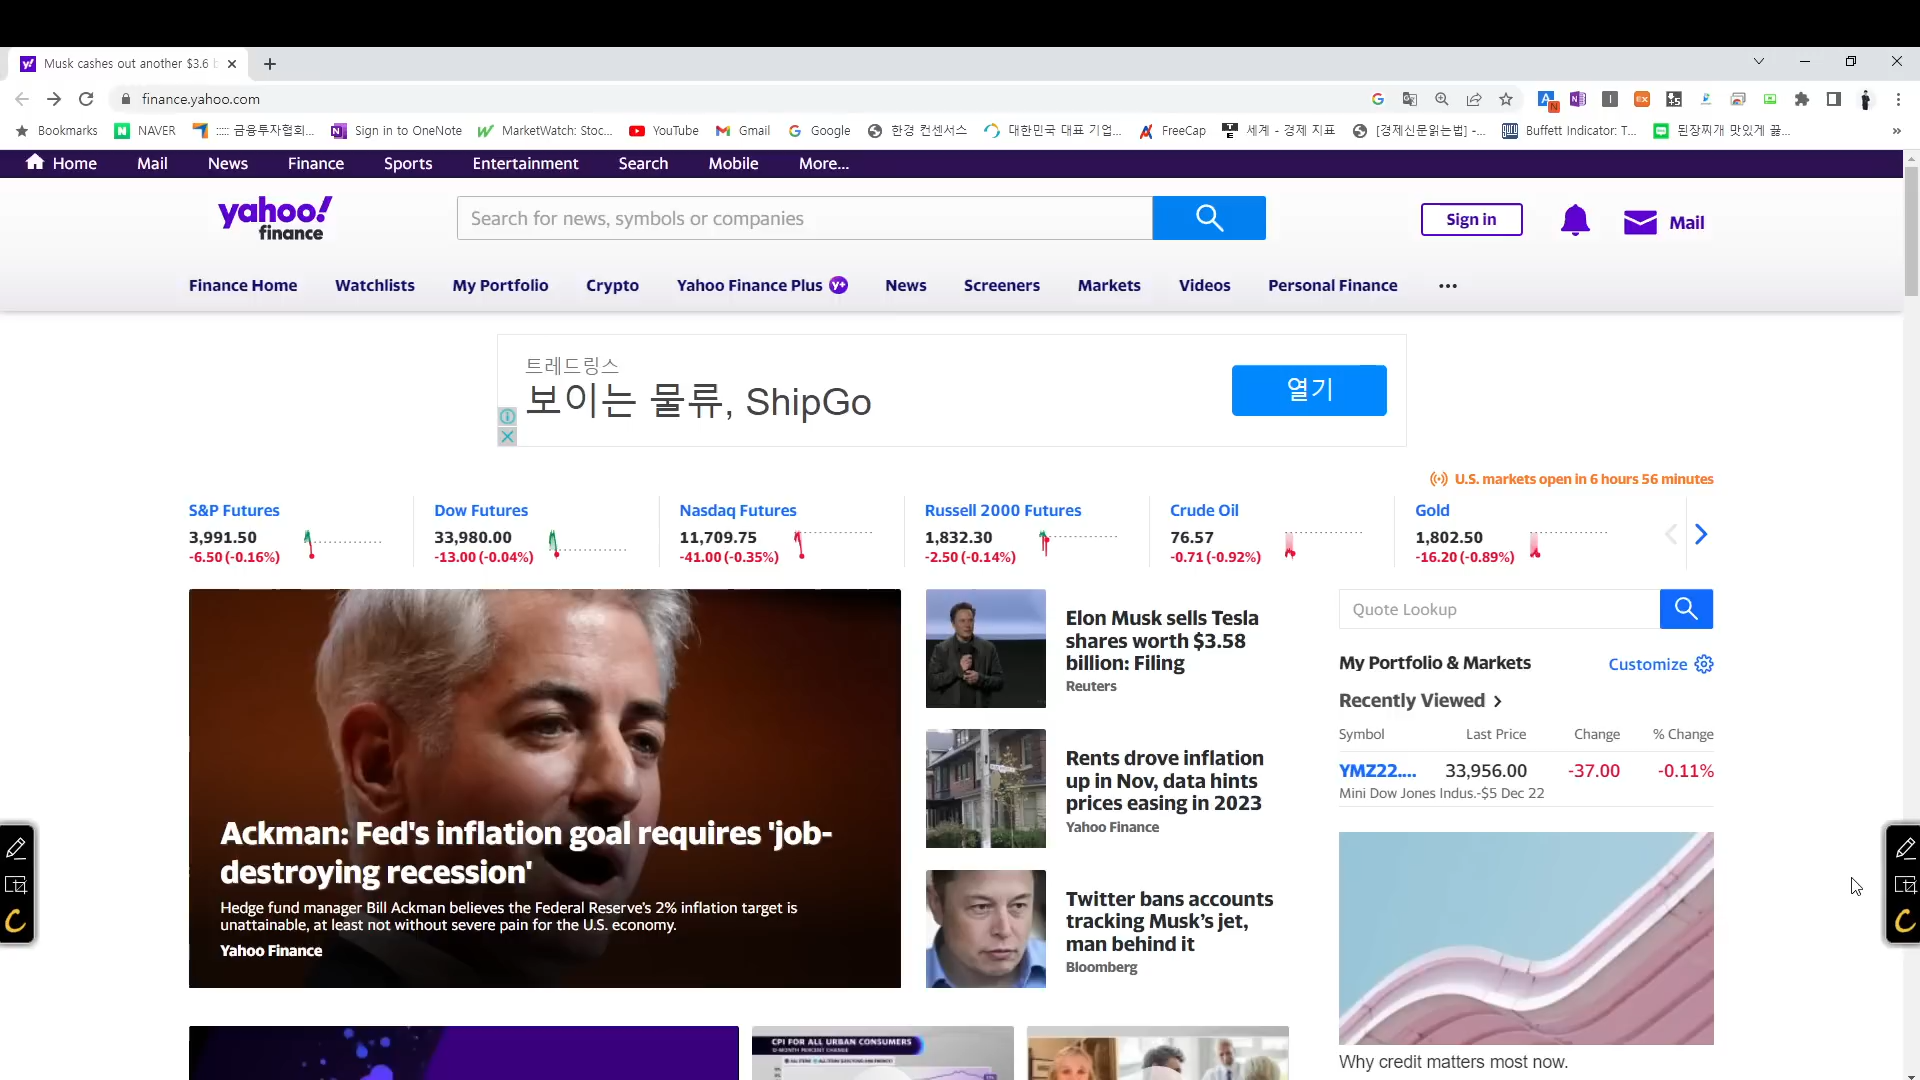 Musk cashes out another $3.6 b
finance.yahoo.com
Bookmarks
NAVER
::::: 금융투자협회...
Sign in to OneNote
MarketWatch: Stoc...
YouTube
Gmail
Google
한경 컨센서스
대한민국 대표 기업...
FreeCap
세계 - 경제 지표
[경제신문읽는법] -...
Buffett Indicator: T...
된장찌개 맛있게 끓...
»
Home
Mail
News
Finance
Sports
Entertainment
Search
Mobile
More...
yahoo!
finance
Search for news, symbols or companies
Sign in
Mail
Finance Home
Watchlists
My Portfolio
Crypto
Yahoo Finance Plus
News
Screeners
Markets
Videos
Personal Finance
트레드링스
보이는 물류, ShipGo
열기
U.S. markets open in 6 hours 56 minutes
S&P Futures
3,991.50
-6.50 (-0.16%)
Dow Futures
33,980.00
-13.00 (-0.04%)
Nasdaq Futures
11,709.75
-41.00 (-0.35%)
Russell 2000 Futures
1,832.30
-2.50 (-0.14%)
Crude Oil
76.57
-0.71 (-0.92%)
Gold
1,802.50
-16.20 (-0.89%)
Ackman: Fed's inflation goal requires 'job-
destroying recession'
Hedge fund manager Bill Ackman believes the Federal Reserve's 2% inflation target is
unattainable, at least not without severe pain for the U.S. economy.
Yahoo Finance
Elon Musk sells Tesla
shares worth $3.58
billion: Filing
Reuters
Rents drove inflation
up in Nov, data hints
prices easing in 2023
Yahoo Finance
Twitter bans accounts
tracking Musk's jet,
man behind it
Bloomberg
Quote Lookup
My Portfolio & Markets
Customize
Recently Viewed
Symbol Last Price Change % Change
YMZ22.... 33,956.00 -37.00 -0.11%
Mini Dow Jones Indus.-$5 Dec 22
Why credit matters most now.
CPI FOR ALL URBAN CONSUMERS
12-MONTH PERCENT CHANGE